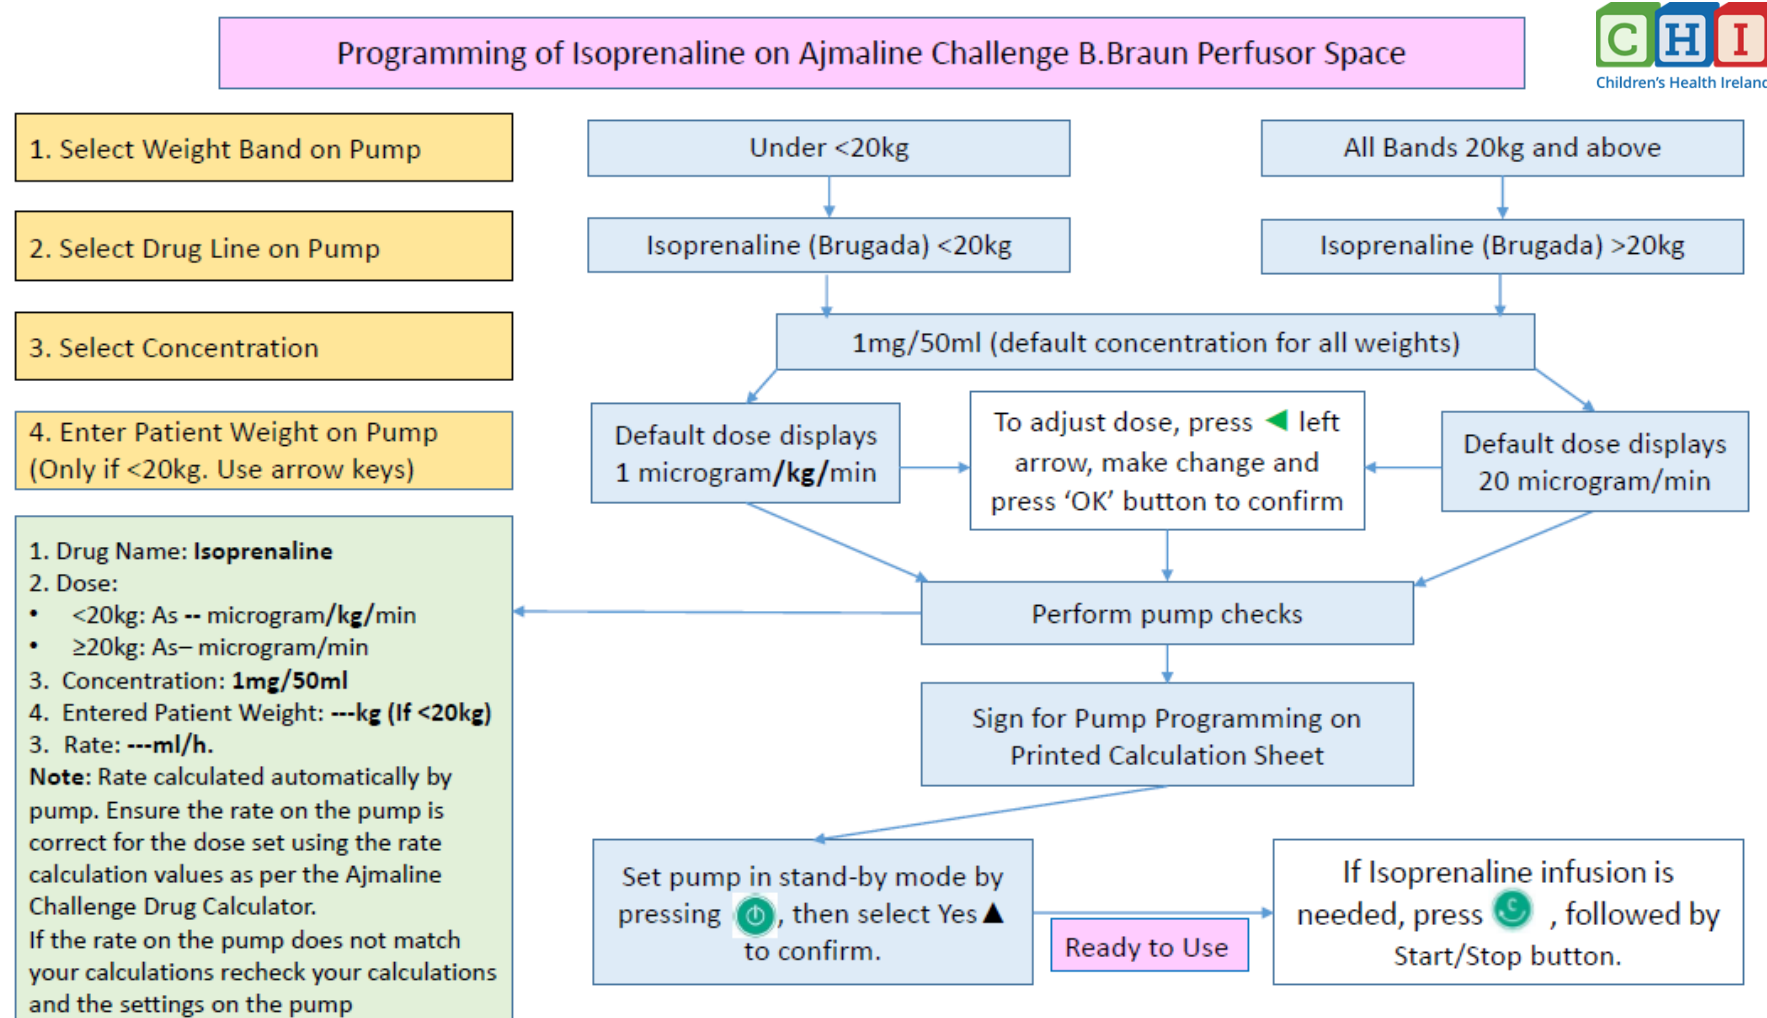 Programming of Isoprenaline on Ajmaline Challenge B.Braun Perfusor Space
C H I
Children's Health Ireland
1. Select Weight Band on Pump
Under <20kg
All Bands 20kg and above
2. Select Drug Line on Pump
Isoprenaline (Brugada) <20kg
Isoprenaline (Brugada) >20kg
3. Select Concentration
1mg/50ml (default concentration for all weights)
4. Enter Patient Weight on Pump
(Only if <20kg. Use arrow keys)
Default dose displays
1 microgram/kg/min
To adjust dose, press ◄ left
arrow, make change and
press ‘OK’ button to confirm
Default dose displays
20 microgram/min
1. Drug Name: Isoprenaline
2. Dose:
• <20kg: As -- microgram/kg/min
• ≥20kg: As– microgram/min
3. Concentration: 1mg/50ml
4. Entered Patient Weight: ---kg (If <20kg)
3. Rate: ---ml/h.
Note: Rate calculated automatically by
pump. Ensure the rate on the pump is
correct for the dose set using the rate
calculation values as per the Ajmaline
Challenge Drug Calculator.
If the rate on the pump does not match
your calculations recheck your calculations
and the settings on the pump
Perform pump checks
Sign for Pump Programming on
Printed Calculation Sheet
Set pump in stand-by mode by
pressing , then select Yes▲
to confirm.
Ready to Use
If Isoprenaline infusion is
needed, press C , followed by
Start/Stop button.